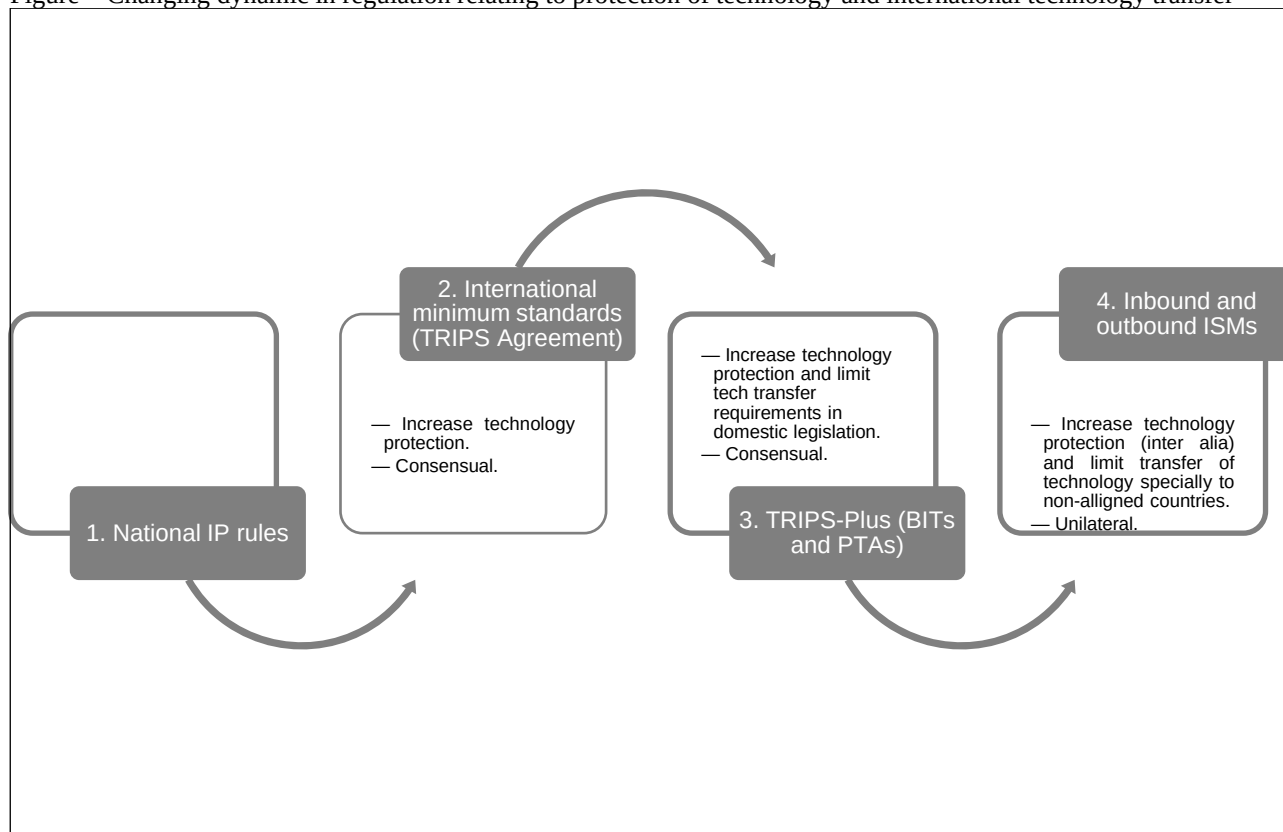 Figure – Changing dynamic in regulation relating to protection of technology and international technology transfer
1. National IP rules
2. International
minimum standards
(TRIPS Agreement)
— Increase technology
protection.
— Consensual.
— Increase technology
protection and limit
tech transfer
requirements in
domestic legislation.
— Consensual.
3. TRIPS-Plus (BITs
and PTAs)
4. Inbound and
outbound ISMs
— Increase technology
protection (inter alia)
and limit transfer of
technology specially to
non-alligned countries.
— Unilateral.